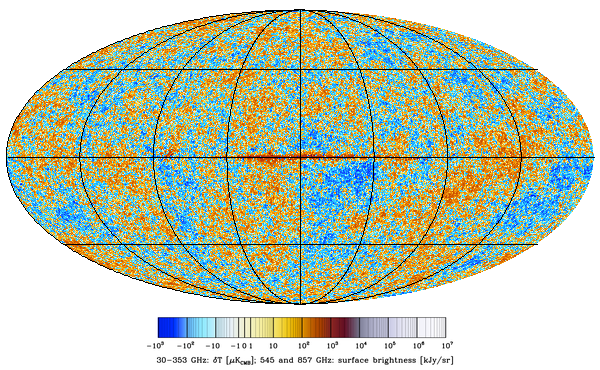 -10³ -10² -10 -1 0 1 10 10² 10³ 10⁴ 10⁵ 10⁶ 10⁷
30-353 GHz: δT [μK_CMB]; 545 and 857 GHz: surface brightness [kJy/sr]